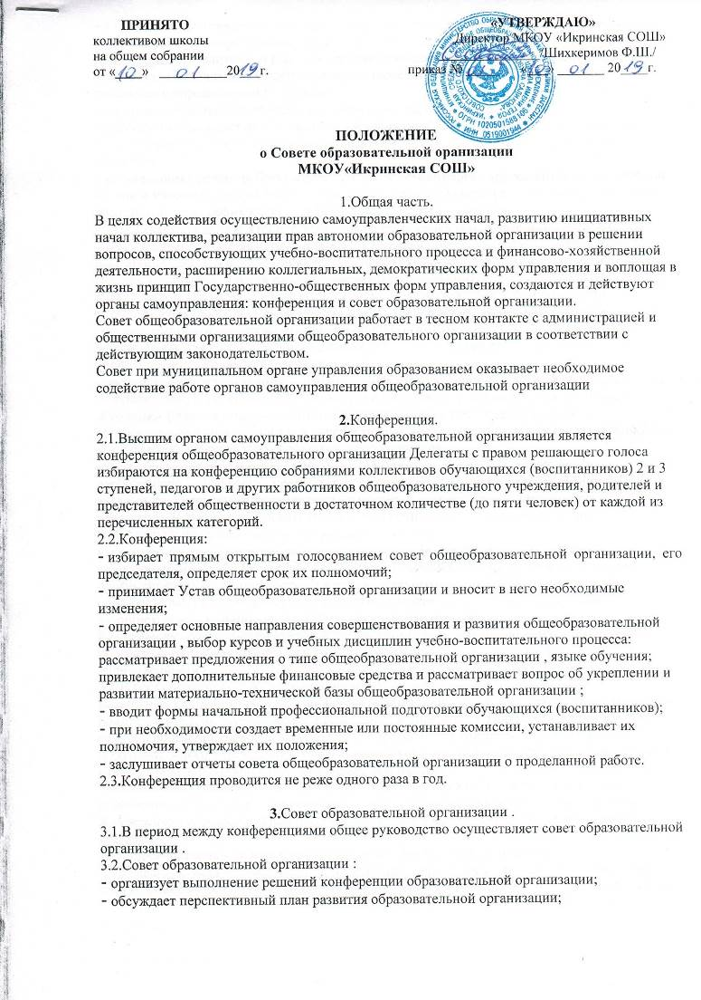 ПРИНЯТО
коллективом школы
на общем собрании
от «10» 01 2019г.
«УТВЕРЖДАЮ»
Директор МКОУ «Икринская СОШ»
/Шихкеримов Ф.Ш./
приказ № «10» 01 2019г.
ОГРН 1020501588106 * ИНН 0519001944
ПОЛОЖЕНИЕ
о Совете образовательной оранизации
МКОУ«Икринская СОШ»
1.Общая часть.
В целях содействия осуществлению самоуправленческих начал, развитию инициативных
начал коллектива, реализации прав автономии образовательной организации в решении
вопросов, способствующих учебно-воспитательного процесса и финансово-хозяйственной
деятельности, расширению коллегиальных, демократических форм управления и воплощая в
жизнь принцип Государственно-общественных форм управления, создаются и действуют
органы самоуправления: конференция и совет образовательной организации.
Совет общеобразовательной организации работает в тесном контакте с администрацией и
общественными организациями общеобразовательного организации в соответствии с
действующим законодательством.
Совет при муниципальном органе управления образованием оказывает необходимое
содействие работе органов самоуправления общеобразовательной организации
2.Конференция.
2.1.Высшим органом самоуправления общеобразовательной организации является
конференция общеобразовательного организации Делегаты с правом решающего голоса
избираются на конференцию собраниями коллективов обучающихся (воспитанников) 2 и 3
ступеней, педагогов и других работников общеобразовательного учреждения, родителей и
представителей общественности в достаточном количестве (до пяти человек) от каждой из
перечисленных категорий.
2.2.Конференция:
- избирает прямым открытым голосованием совет общеобразовательной организации, его
председателя, определяет срок их полномочий;
- принимает Устав общеобразовательной организации и вносит в него необходимые
изменения;
- определяет основные направления совершенствования и развития общеобразовательной
организации , выбор курсов и учебных дисциплин учебно-воспитательного процесса:
рассматривает предложения о типе общеобразовательной организации , языке обучения;
привлекает дополнительные финансовые средства и рассматривает вопрос об укреплении и
развитии материально-технической базы общеобразовательной организации ;
- вводит формы начальной профессиональной подготовки обучающихся (воспитанников);
- при необходимости создает временные или постоянные комиссии, устанавливает их
полномочия, утверждает их положения;
- заслушивает отчеты совета общеобразовательной организации о проделанной работе.
2.3.Конференция проводится не реже одного раза в год.
3.Совет образовательной организации .
3.1.В период между конференциями общее руководство осуществляет совет образовательной
организации .
3.2.Совет образовательной организации :
- организует выполнение решений конференции образовательной организации;
- обсуждает перспективный план развития образовательной организации;